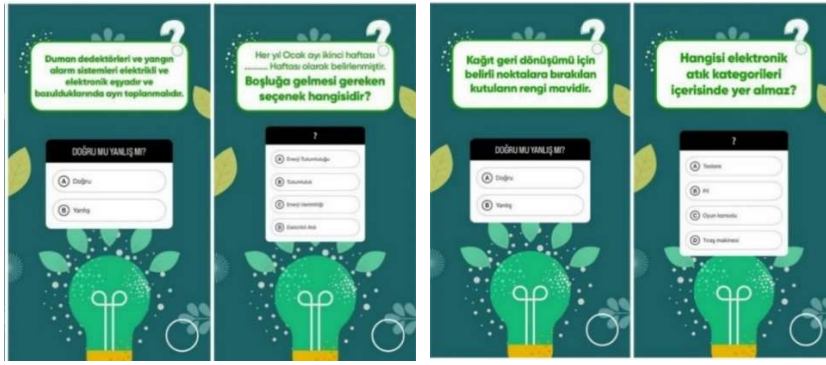 ?
Duman dedektörleri ve yangın
alarm sistemleri elektrikli ve
elektronik eşyadır ve
bozulduklarında ayrı toplanmalıdır.
DOĞRU MU YANLIŞ MI?
A Doğru
B Yanlış
?
Her yıl Ocak ayı ikinci haftası
............ Haftası olarak belirlenmiştir.
Boşluğa gelmesi gereken
seçenek hangisidir?
?
A Enerji Tutumluluğu
B Tutumluluk
C Enerji Verimliliği
D Elektrikli Atık
?
Kağıt geri dönüşümü için
belirli noktalara bırakılan
kutuların rengi mavidir.
DOĞRU MU YANLIŞ MI?
A Doğru
B Yanlış
?
Hangisi elektronik
atık kategorileri
içerisinde yer almaz?
?
A Testere
B Pil
C Oyun konsolu
D Tıraş makinesi